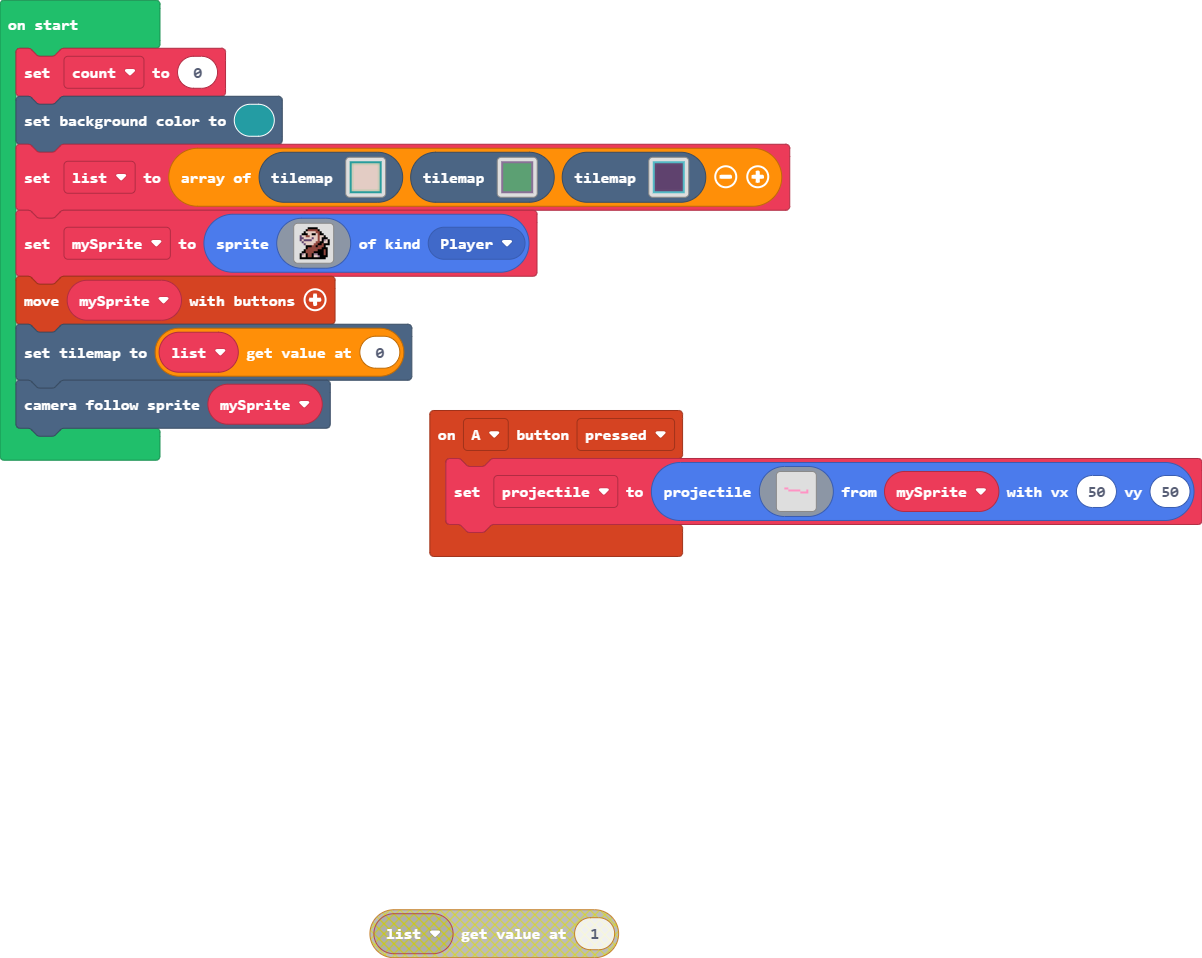 on start
set count to 0
set background color to
set list to array of tilemap tilemap tilemap
set mySprite to sprite of kind Player
move mySprite with buttons
set tilemap to list get value at 0
camera follow sprite mySprite
on A button pressed
set projectile to projectile from mySprite with vx 50 vy 50
list get value at 1